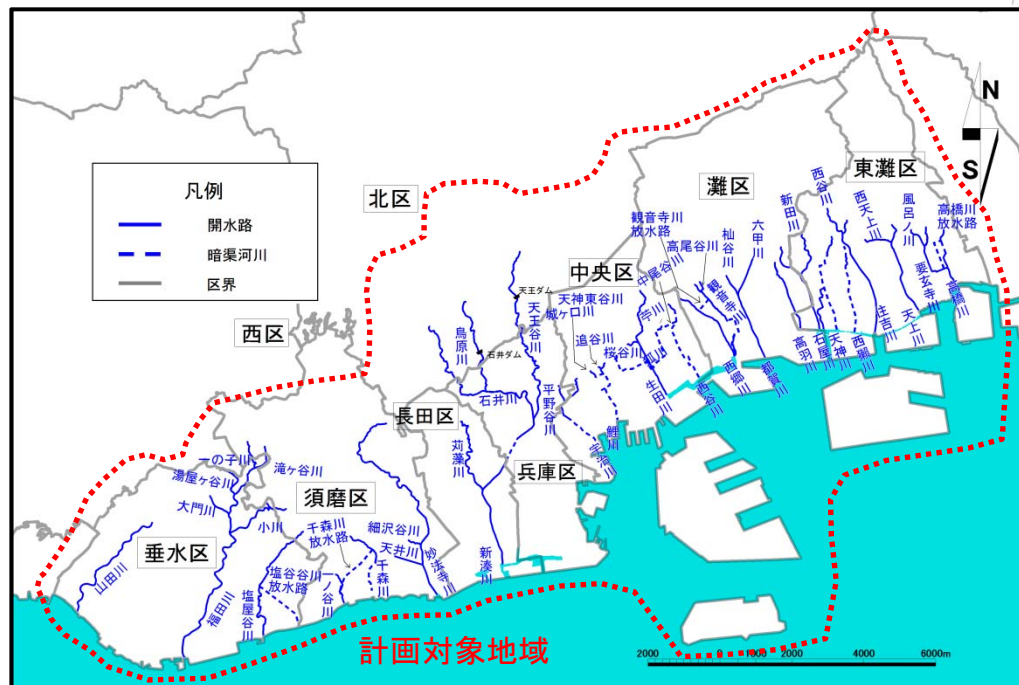 凡例
開水路
暗渠河川
区界
N
S
北区
西区
灘区
東灘区
中央区
長田区
兵庫区
須磨区
垂水区
観音寺川
放水路
高尾谷川
中尾谷川
杣谷川
六甲川
観音寺川
新田川
西谷川
西天上川
風呂ノ川
高橋川
放水路
要玄寺川
高橋川
天上川
住吉川
天神川
石屋川
高羽川
都賀川
西郷川
西谷川
生田川
苧川
天神東谷川
城ヶ口川
追谷川
桜谷川
鯉川
宇治川
平野谷川
天王ダム
天王谷川
石井ダム
烏原川
石井川
苅藻川
新湊川
一の子川
滝ヶ谷川
湯屋ヶ谷川
大門川
小川
千森川
放水路
細沢谷川
天井川
妙法寺川
千森川
塩谷谷川
放水路
一ノ谷川
塩屋谷川
福田川
山田川
計画対象地域
2000
0
1000
2000
4000
6000m